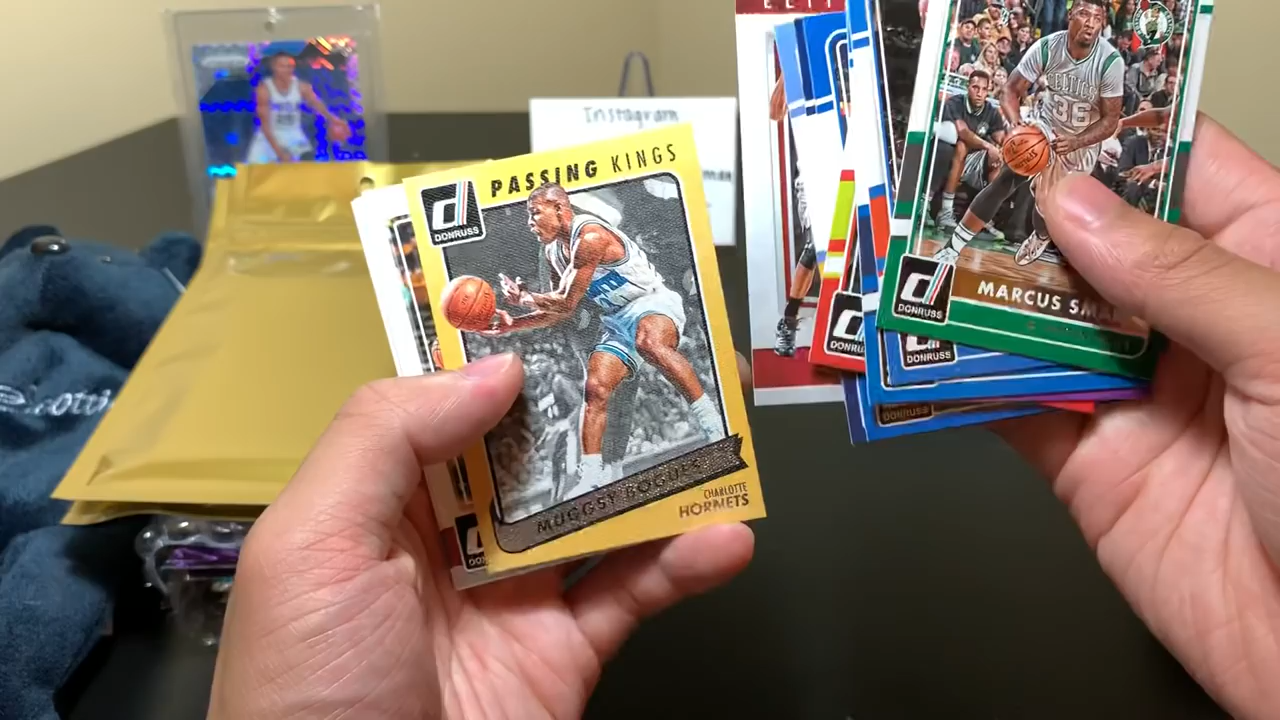 Instagram
PASSING KINGS
DONRUSS
MUGGSY BOGUES
CHARLOTTE
HORNETS
CELTICS
36
DONRUSS
MARCUS SMA
DONRUSS
DONRUSS
DONRUSS